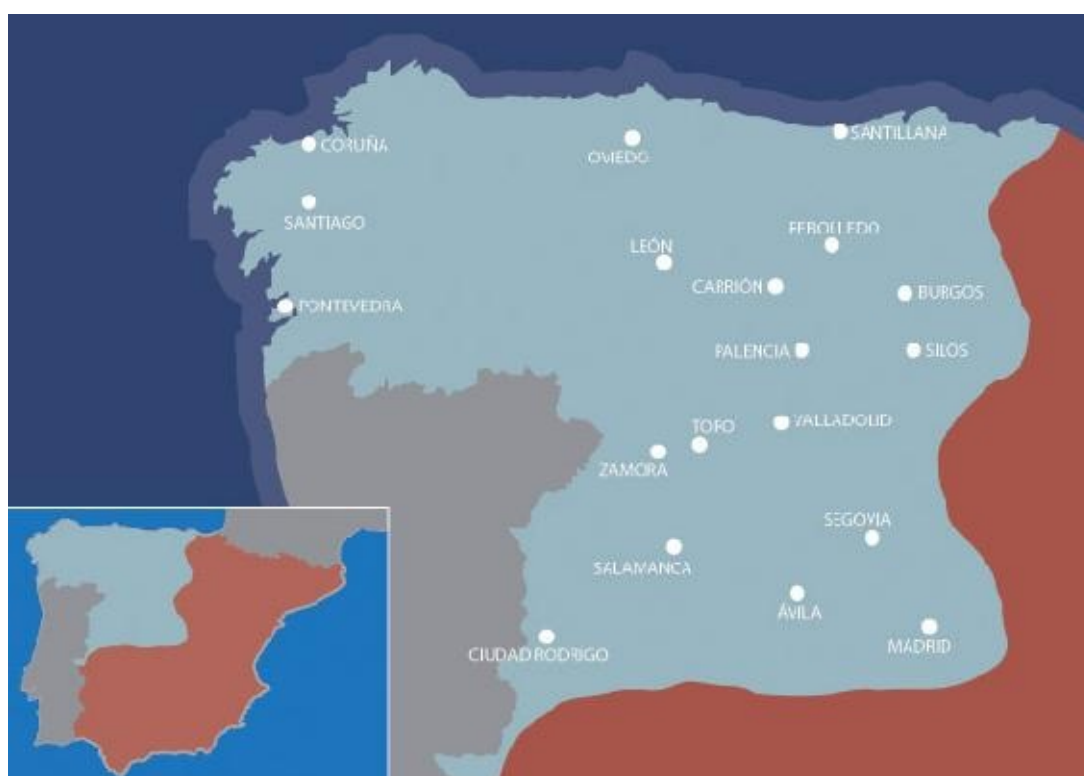 CORUÑA
SANTILLANA
OVIEDO
SANTIAGO
REBOLLEDO
LEÓN
CARRIÓN
BURGOS
PONTEVEDRA
PALENCIA
SILOS
VALLADOLID
TORO
ZAMORA
SEGOVIA
SALAMANCA
ÁVILA
MADRID
CIUDAD RODRIGO